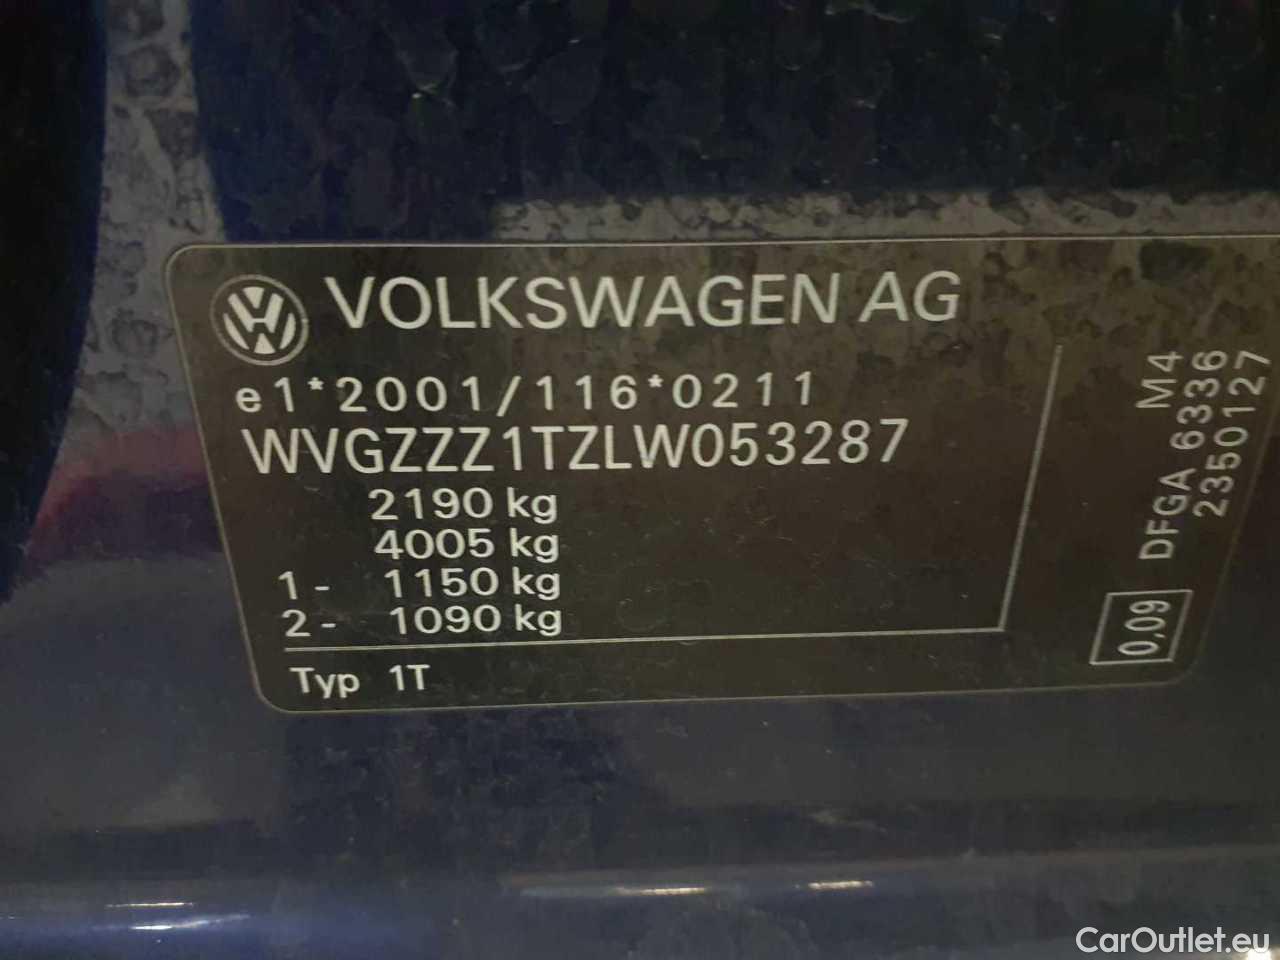 VOLKSWAGEN AG
e1*2001/116*0211
WVGZZZ1TZLW053287
2190 kg
4005 kg
1 - 1150 kg
2 - 1090 kg
Typ 1T
M4
DFGA 6336
2350127
0,09
CarOutlet.eu